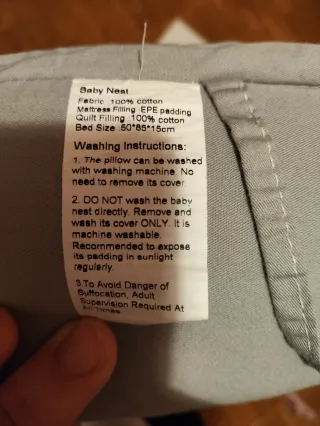 Baby Nest
Fabric :100% cotton
Mattress Filling :EPE padding
Quilt Filling :100% cotton
Bed Size :50*85*15cm
Washing Instructions:
1. The pillow can be washed
with washing machine. No
need to remove its cover
2. DO NOT wash the baby
nest directly. Remove and
wash its cover ONLY. It is
machine washable.
Recommended to expose
its padding in sunlight
regularly.
3.To Avoid Danger of
Suffocation, Adult
Supervision Required At
All Times